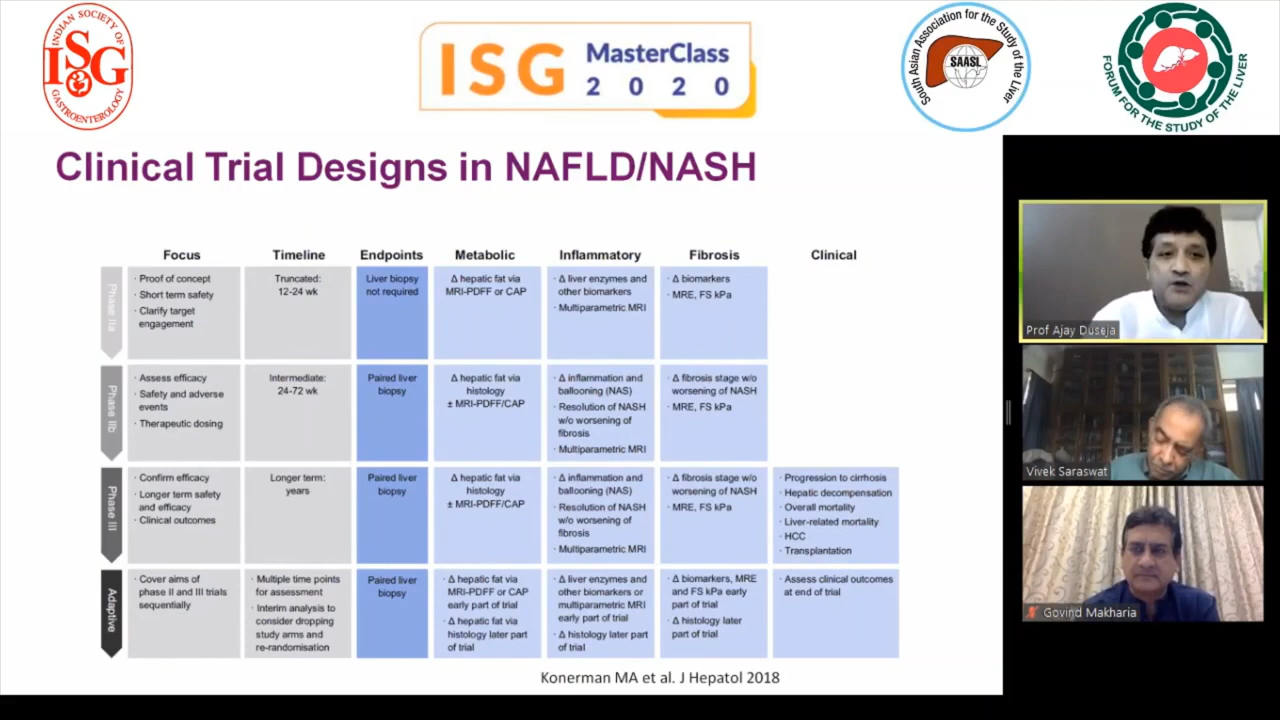 INDIAN SOCIETY OF
ISG
GASTROENTEROLOGY
ISG MasterClass
2 0 2 0
South Asian Association for the Study of the Liver
SAASL
FORUM FOR THE STUDY OF THE LIVER
Clinical Trial Designs in NAFLD/NASH
Focus Timeline Endpoints Metabolic Inflammatory Fibrosis Clinical
Phase IIa
· Proof of concept
· Short term safety
· Clarify target
engagement
Truncated:
12-24 wk
Liver biopsy
not required
Δ hepatic fat via
MRI-PDFF or CAP
· Δ liver enzymes and
other biomarkers
· Multiparametric MRI
· Δ biomarkers
· MRE, FS kPa
Phase IIb
· Assess efficacy
· Safety and adverse
events
· Therapeutic dosing
Intermediate:
24-72 wk
Paired liver
biopsy
Δ hepatic fat via
histology
± MRI-PDFF/CAP
· Δ inflammation and
ballooning (NAS)
· Resolution of NASH
w/o worsening of
fibrosis
· Multiparametric MRI
· Δ fibrosis stage w/o
worsening of NASH
· MRE, FS kPa
Phase III
· Confirm efficacy
· Longer term safety
and efficacy
· Clinical outcomes
Longer term:
years
Paired liver
biopsy
Δ hepatic fat via
histology
± MRI-PDFF/CAP
· Δ inflammation and
ballooning (NAS)
· Resolution of NASH
w/o worsening of
fibrosis
· Multiparametric MRI
· Δ fibrosis stage w/o
worsening of NASH
· MRE, FS kPa
· Progression to cirrhosis
· Hepatic decompensation
· Overall mortality
· Liver-related mortality
· HCC
· Transplantation
Adaptive
· Cover aims of
phase II and III trials
sequentially
· Multiple time points
for assessment
· Interim analysis to
consider dropping
study arms and
re-randomisation
Paired liver
biopsy
· Δ hepatic fat via
MRI-PDFF or CAP
early part of trial
· Δ hepatic fat via
histology later part
of trial
· Δ liver enzymes and
other biomarkers or
multiparametric MRI
early part of trial
· Δ histology later part
of trial
· Δ biomarkers, MRE
and FS kPa early
part of trial
· Δ histology later
part of trial
· Assess clinical outcomes
at end of trial
Konerman MA et al. J Hepatol 2018
Prof Ajay Duseja
Vivek Saraswat
Govind Makharia